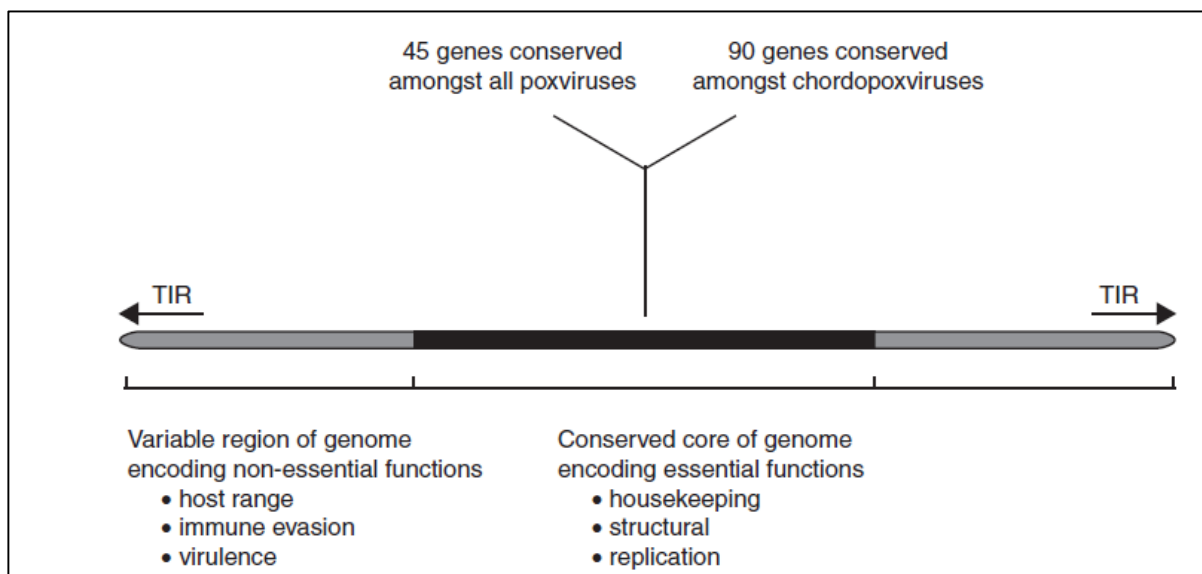 45 genes conserved
amongst all poxviruses
90 genes conserved
amongst chordopoxviruses
TIR
TIR
Variable region of genome
encoding non-essential functions
• host range
• immune evasion
• virulence
Conserved core of genome
encoding essential functions
• housekeeping
• structural
• replication